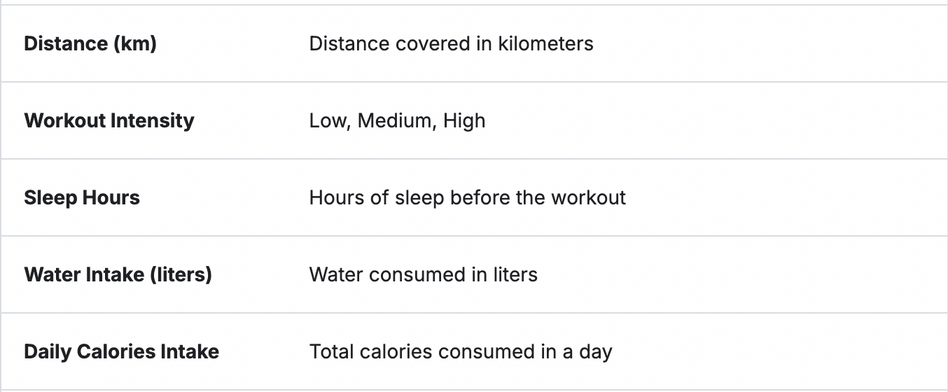 Distance (km) Distance covered in kilometers
Workout Intensity Low, Medium, High
Sleep Hours Hours of sleep before the workout
Water Intake (liters) Water consumed in liters
Daily Calories Intake Total calories consumed in a day